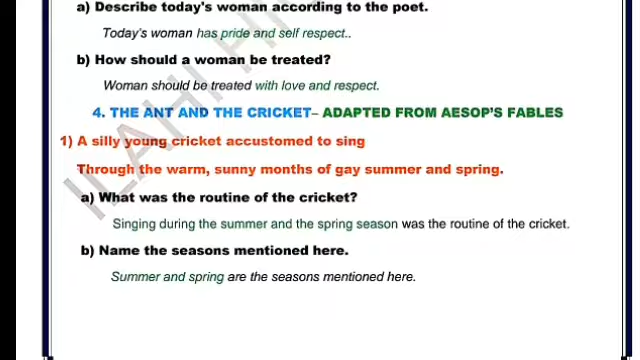 a) Describe today's woman according to the poet.
Today's woman has pride and self respect..
b) How should a woman be treated?
Woman should be treated with love and respect.
4. THE ANT AND THE CRICKET– ADAPTED FROM AESOP'S FABLES
1) A silly young cricket accustomed to sing
Through the warm, sunny months of gay summer and spring.
a) What was the routine of the cricket?
Singing during the summer and the spring season was the routine of the cricket.
b) Name the seasons mentioned here.
Summer and spring are the seasons mentioned here.